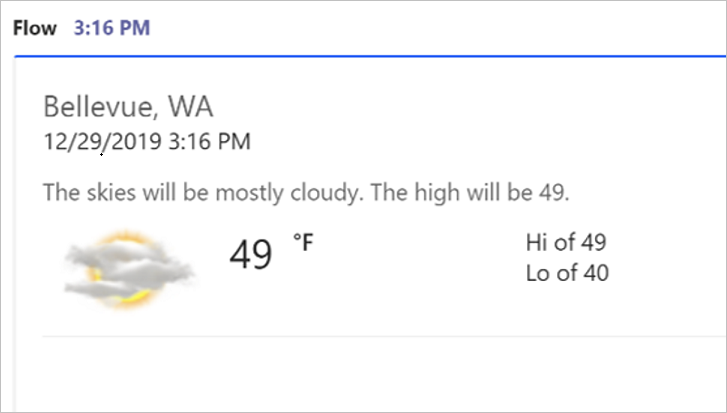 Flow 3:16 PM
Bellevue, WA
12/29/2019 3:16 PM
The skies will be mostly cloudy. The high will be 49.
49 °F
Hi of 49
Lo of 40